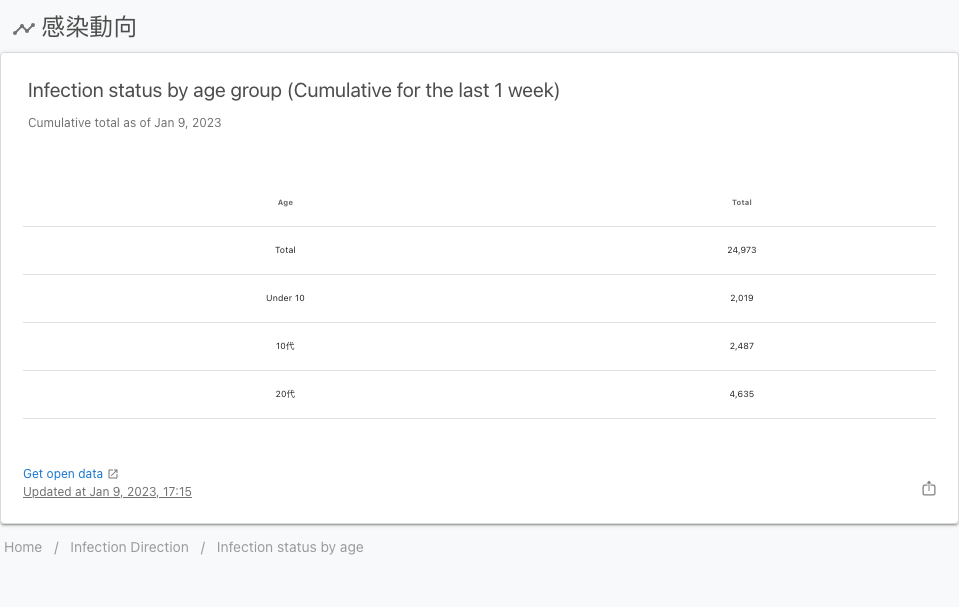 感染動向
Infection status by age group (Cumulative for the last 1 week)
Cumulative total as of Jan 9, 2023
Age Total
Total 24,973
Under 10 2,019
10代 2,487
20代 4,635
Get open data
Updated at Jan 9, 2023, 17:15
Home / Infection Direction / Infection status by age